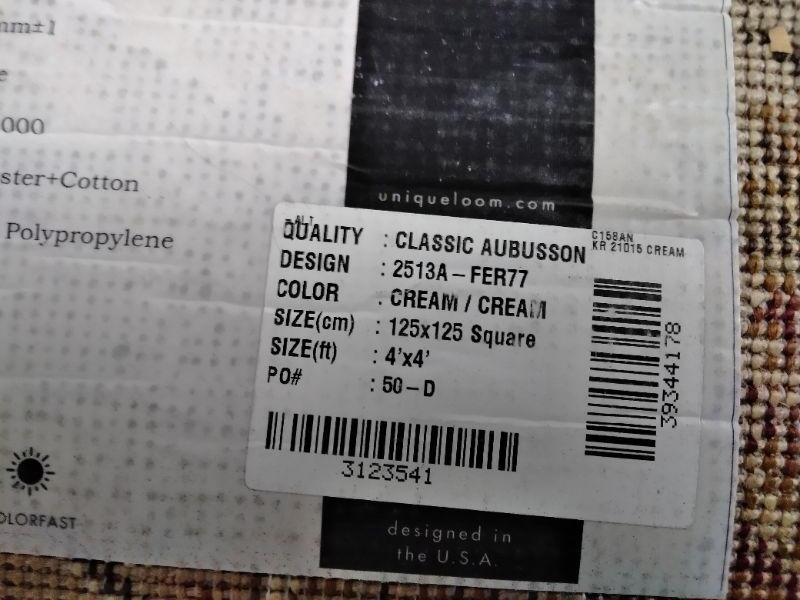 mm±1
e
000
ster+Cotton
Polypropylene
OLORFAST
uniqueloom.com
QUALITY : CLASSIC AUBUSSON
DESIGN : 2513A-FER77
COLOR : CREAM / CREAM
SIZE(cm) : 125x125 Square
SIZE(ft) : 4'x4'
PO# : 50-D
3123541
C158AN
KR 21015 CREAM
39344178
designed in
the U.S.A.